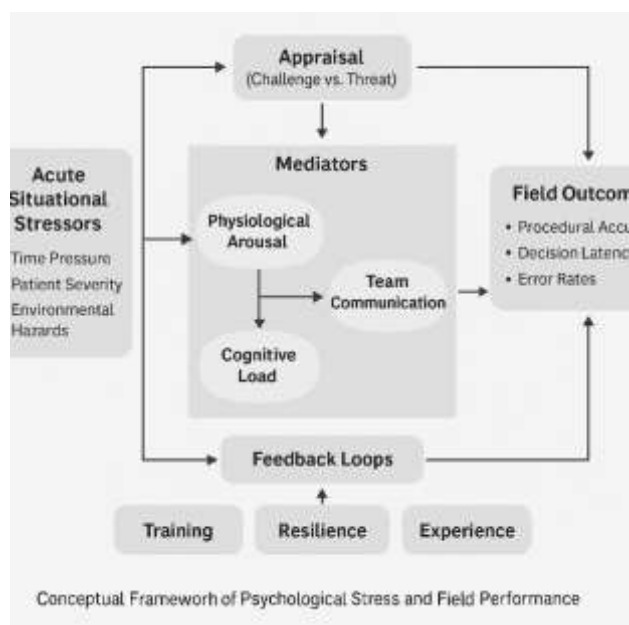 Appraisal
(Challenge vs. Threat)
Acute
Situational
Stressors
Time Pressure
Patient Severity
Environmental
Hazards
Mediators
Physiological
Arousal
Team
Communication
Cognitive
Load
Field Outcom
• Procedural Accu
• Decision Latenc
• Error Rates
Feedback Loops
Training
Resilience
Experience
Conceptual Framework of Psychological Stress and Field Performance